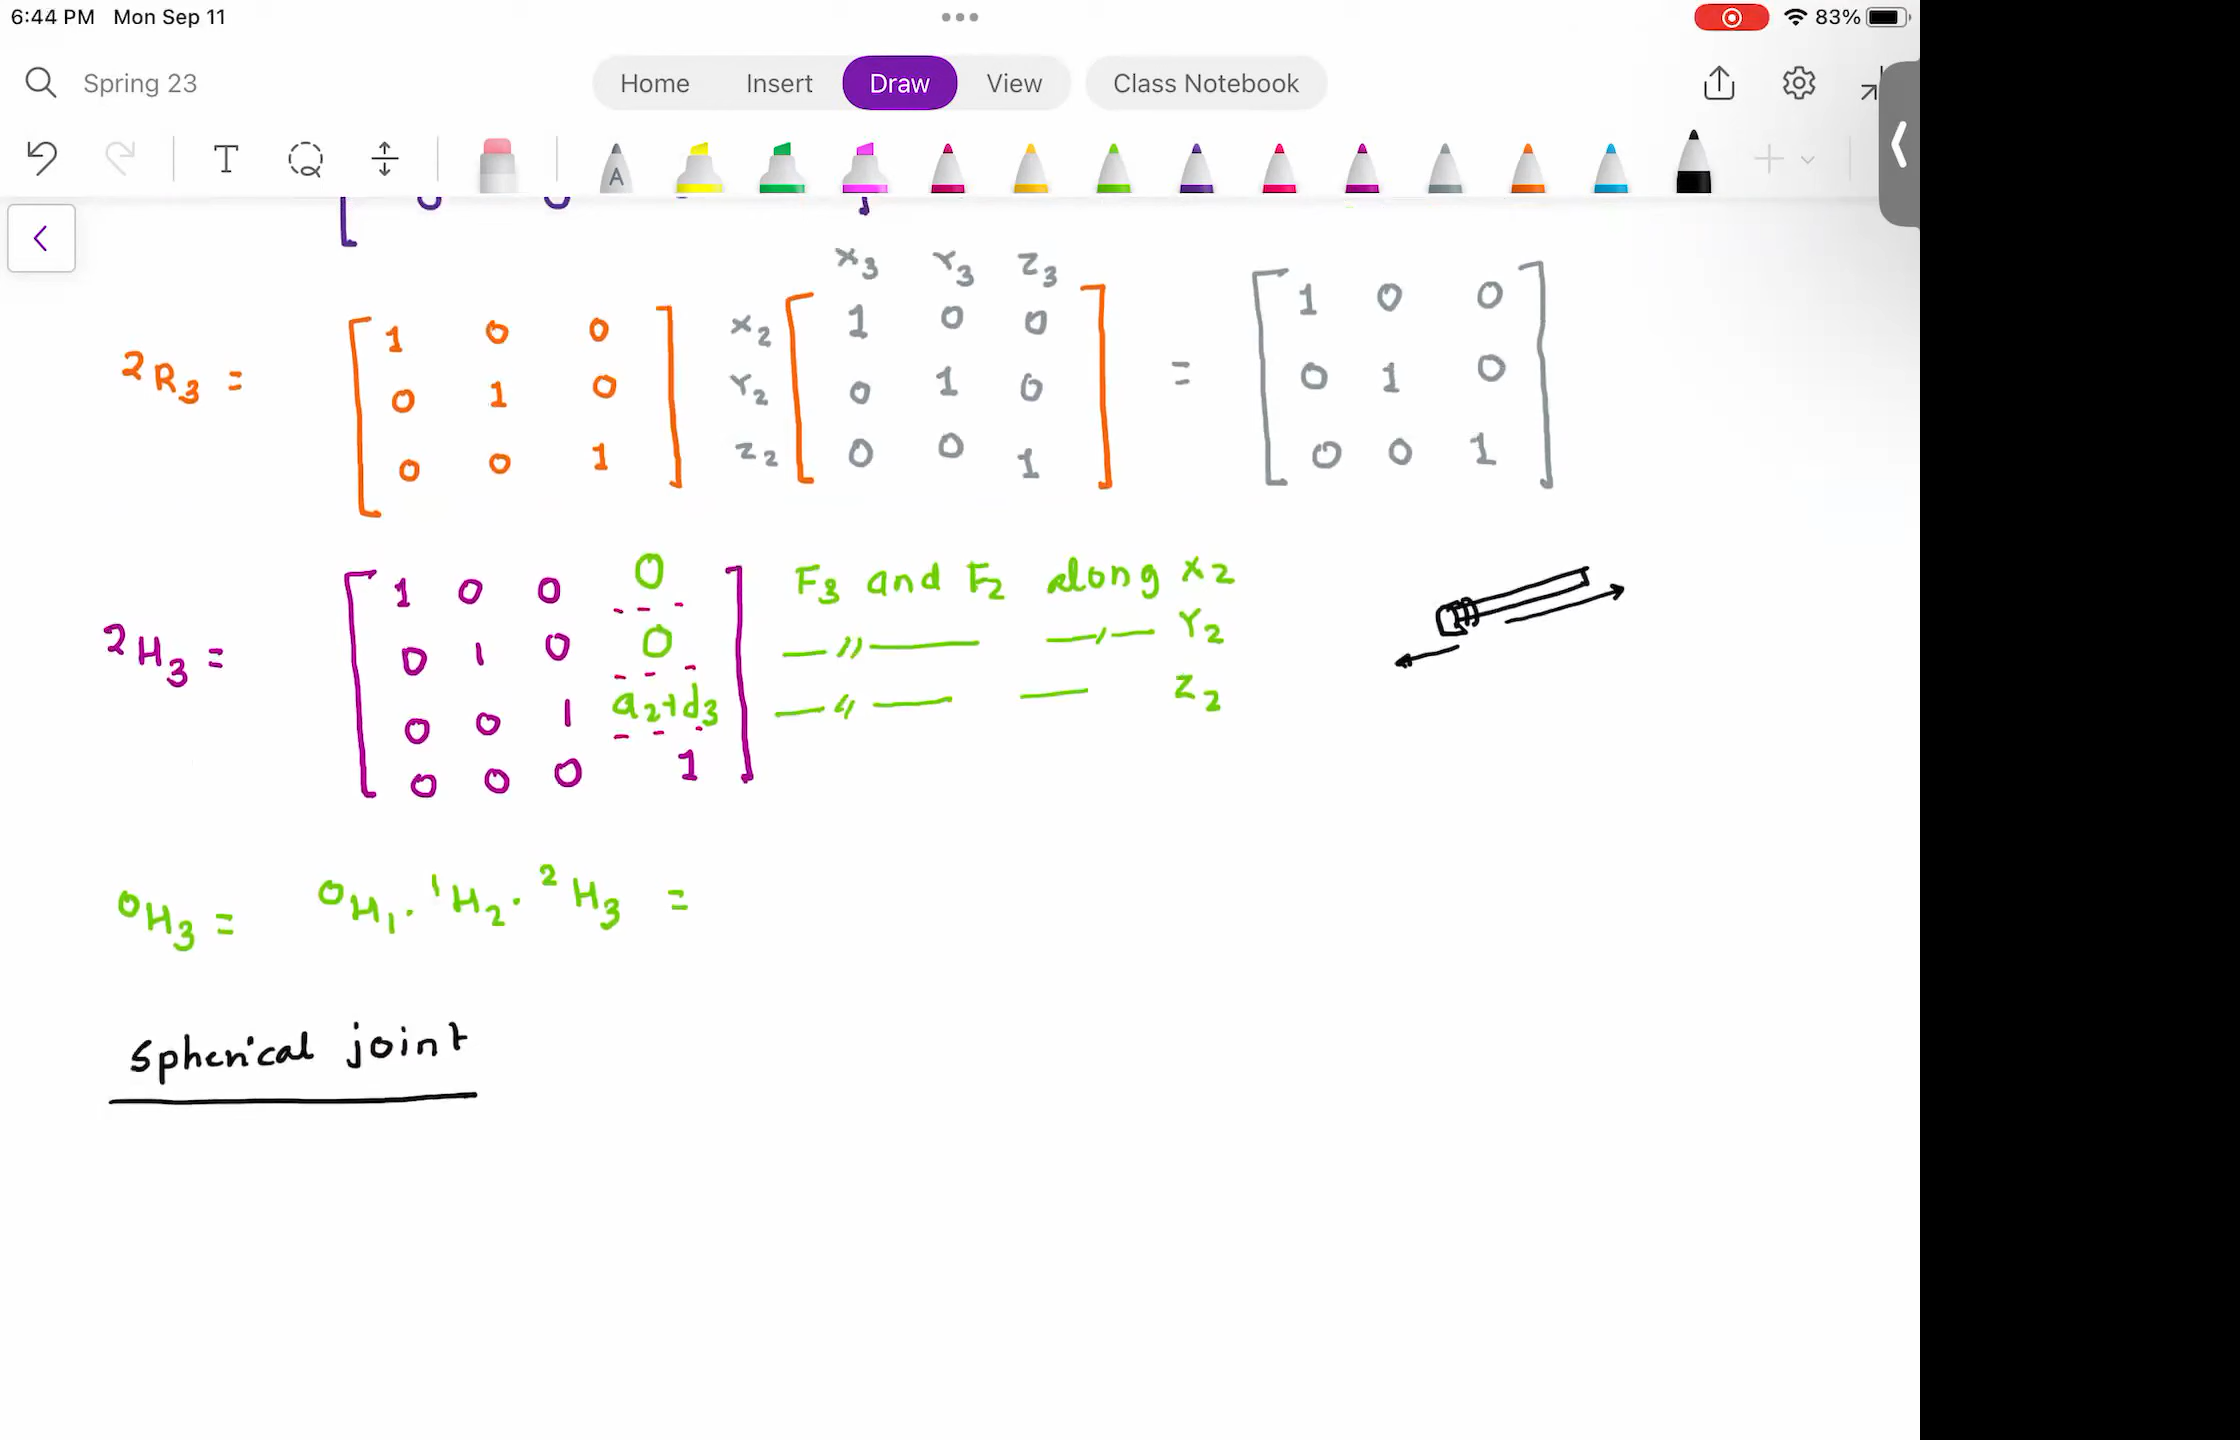 6:44 PM Mon Sep 11 83%
Spring 23 Home Insert Draw View Class Notebook
T A
X3 Y3 Z3
2R3 = [1 0 0 X2 [1 0 0] = [1 0 0
0 1 0 Y2 0 1 0 0 1 0
0 0 1] Z2 0 0 1] 0 0 1]
2H3 = [1 0 0 0 F3 and F2 along X2
0 1 0 0 —〃— —〃— Y2
0 0 1 a2+d3 —〃— — Z2
0 0 0 1]
0H3 = 0H1 . 1H2 . 2H3 =
Spherical joint